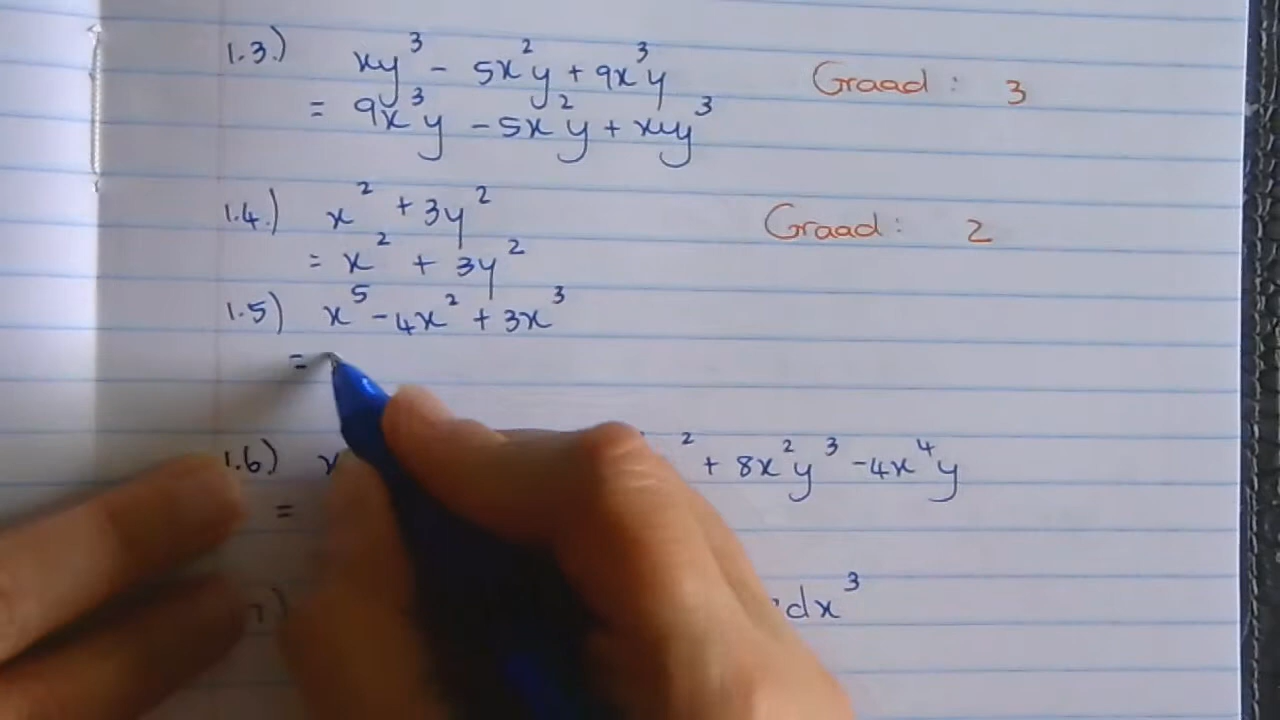 1.3.) xy³ - 5x²y + 9x³y Graad : 3
= 9x³y - 5x²y + xy³
1.4.) x² + 3y² Graad : 2
= x² + 3y²
1.5) x⁵ - 4x² + 3x³
=
1.6.) x ² + 8x²y³ - 4x⁴y
=
) dx³